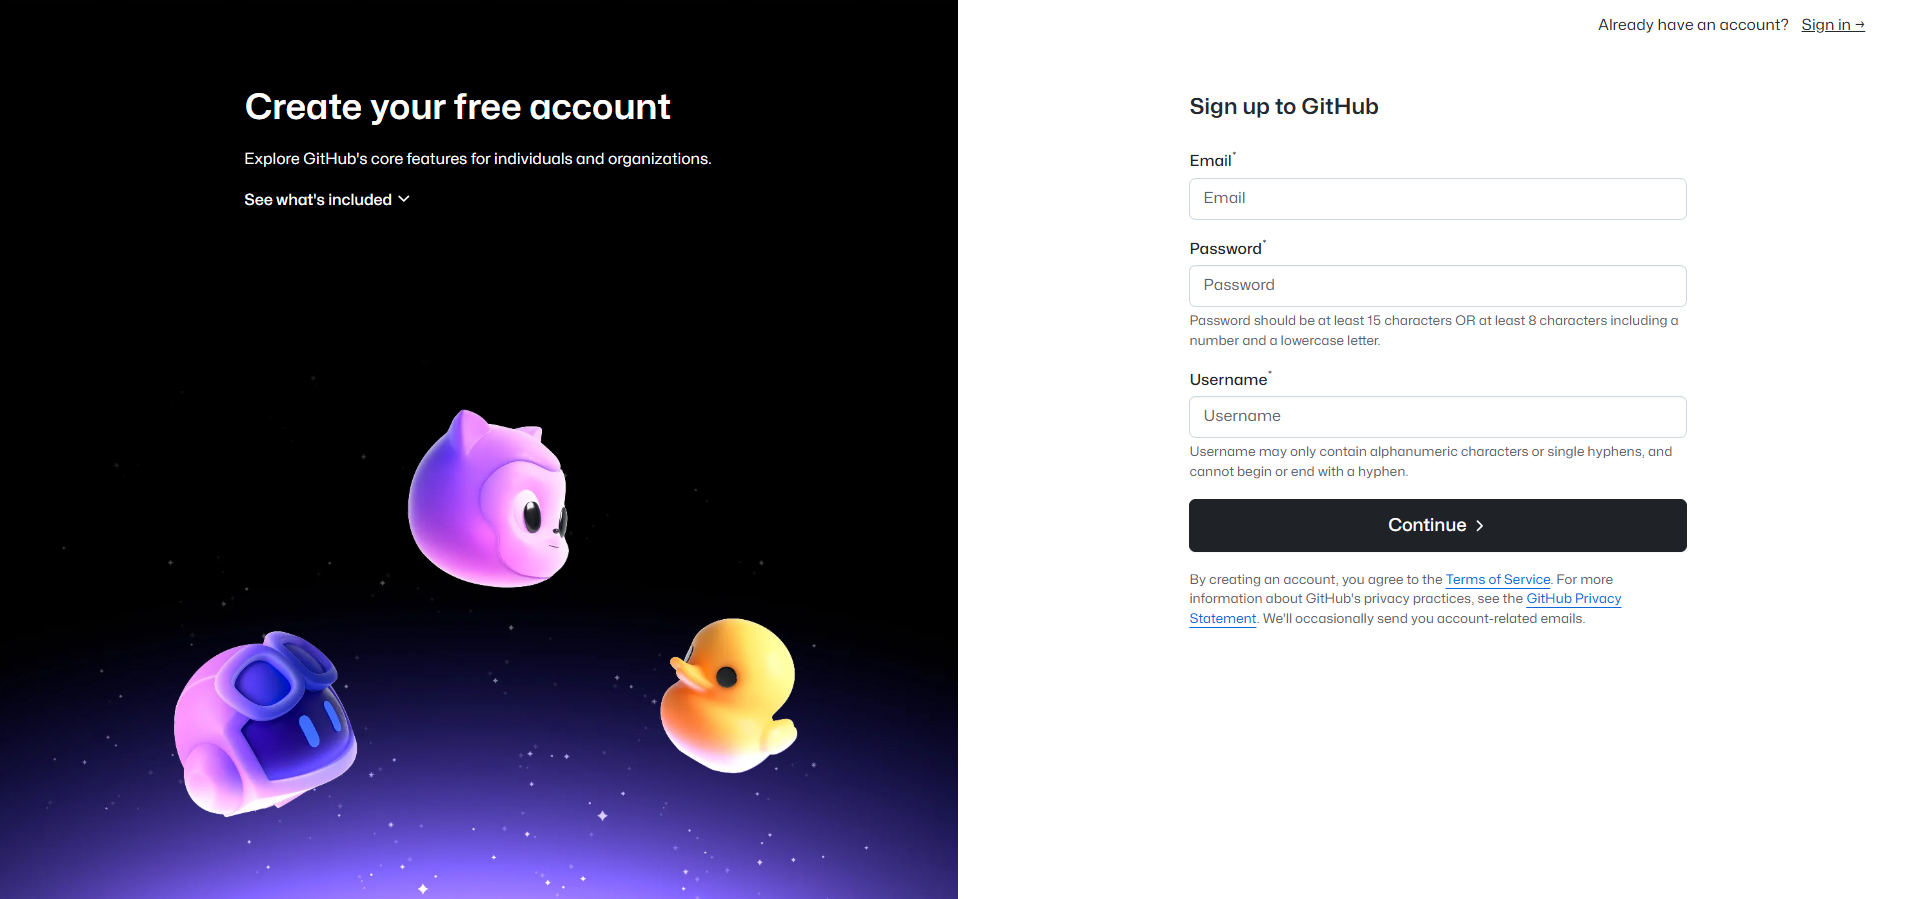 Already have an account? Sign in →
Create your free account
Explore GitHub's core features for individuals and organizations.
See what's included
Sign up to GitHub
Email*
Email
Password*
Password
Password should be at least 15 characters OR at least 8 characters including a
number and a lowercase letter.
Username*
Username
Username may only contain alphanumeric characters or single hyphens, and
cannot begin or end with a hyphen.
Continue
By creating an account, you agree to the Terms of Service. For more
information about GitHub's privacy practices, see the GitHub Privacy
Statement. We'll occasionally send you account-related emails.